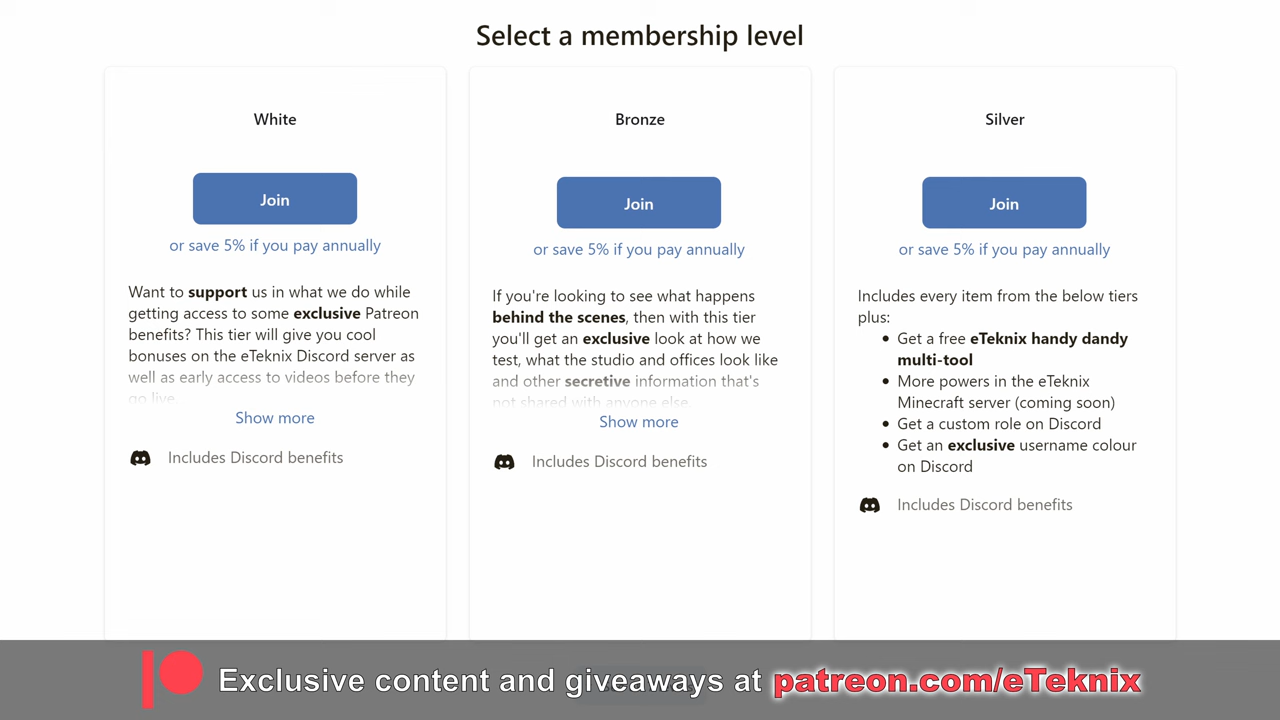 Select a membership level
White
Join
or save 5% if you pay annually
Want to support us in what we do while
getting access to some exclusive Patreon
benefits? This tier will give you cool
bonuses on the eTeknix Discord server as
well as early access to videos before they
go live.
Show more
Includes Discord benefits
Bronze
Join
or save 5% if you pay annually
If you're looking to see what happens
behind the scenes, then with this tier
you'll get an exclusive look at how we
test, what the studio and offices look like
and other secretive information that's
not shared with anyone else.
Show more
Includes Discord benefits
Silver
Join
or save 5% if you pay annually
Includes every item from the below tiers
plus:
Get a free eTeknix handy dandy
multi-tool
More powers in the eTeknix
Minecraft server (coming soon)
Get a custom role on Discord
Get an exclusive username colour
on Discord
Includes Discord benefits
Exclusive content and giveaways at patreon.com/eTeknix